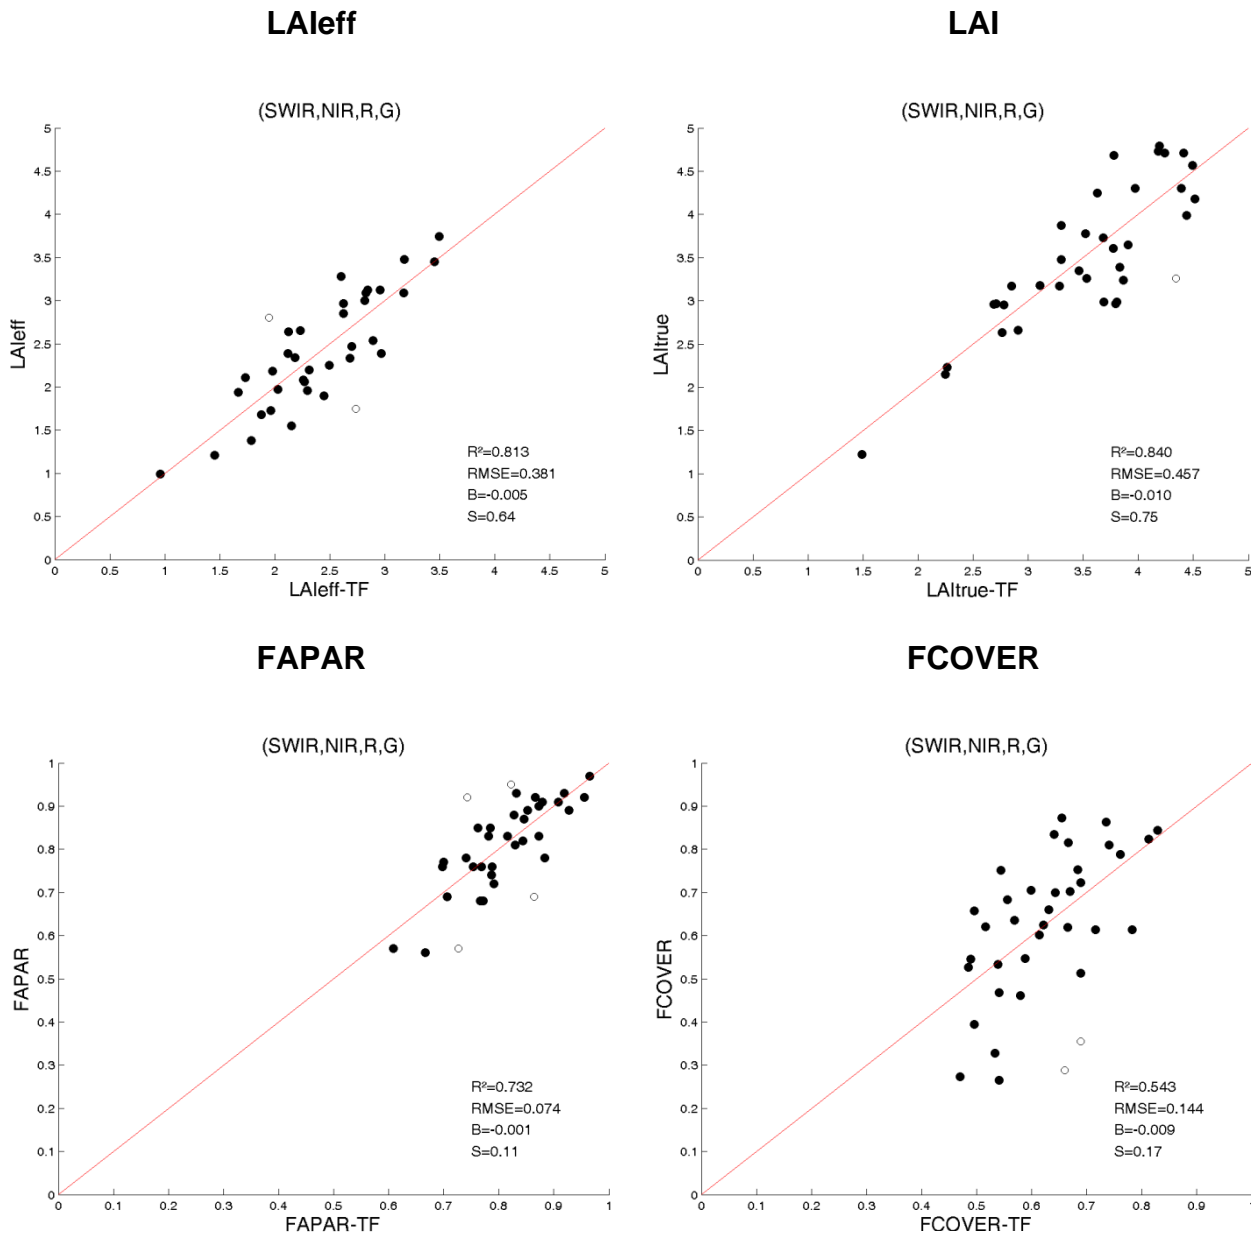 LAIeff
LAI
(SWIR,NIR,R,G)
5
4.5
4
3.5
3
2.5
2
1.5
1
0.5
0
LAIeff
R²=0.813
RMSE=0.381
B=-0.005
S=0.64
0 0.5 1 1.5 2 2.5 3 3.5 4 4.5 5
LAIeff-TF
(SWIR,NIR,R,G)
5
4.5
4
3.5
3
2.5
2
1.5
1
0.5
0
LAItrue
R²=0.840
RMSE=0.457
B=-0.010
S=0.75
0 0.5 1 1.5 2 2.5 3 3.5 4 4.5 5
LAItrue-TF
FAPAR
FCOVER
(SWIR,NIR,R,G)
1
0.9
0.8
0.7
0.6
0.5
0.4
0.3
0.2
0.1
0
FAPAR
R²=0.732
RMSE=0.074
B=-0.001
S=0.11
0 0.1 0.2 0.3 0.4 0.5 0.6 0.7 0.8 0.9 1
FAPAR-TF
(SWIR,NIR,R,G)
1
0.9
0.8
0.7
0.6
0.5
0.4
0.3
0.2
0.1
0
FCOVER
R²=0.543
RMSE=0.144
B=-0.009
S=0.17
0 0.1 0.2 0.3 0.4 0.5 0.6 0.7 0.8 0.9 1
FCOVER-TF